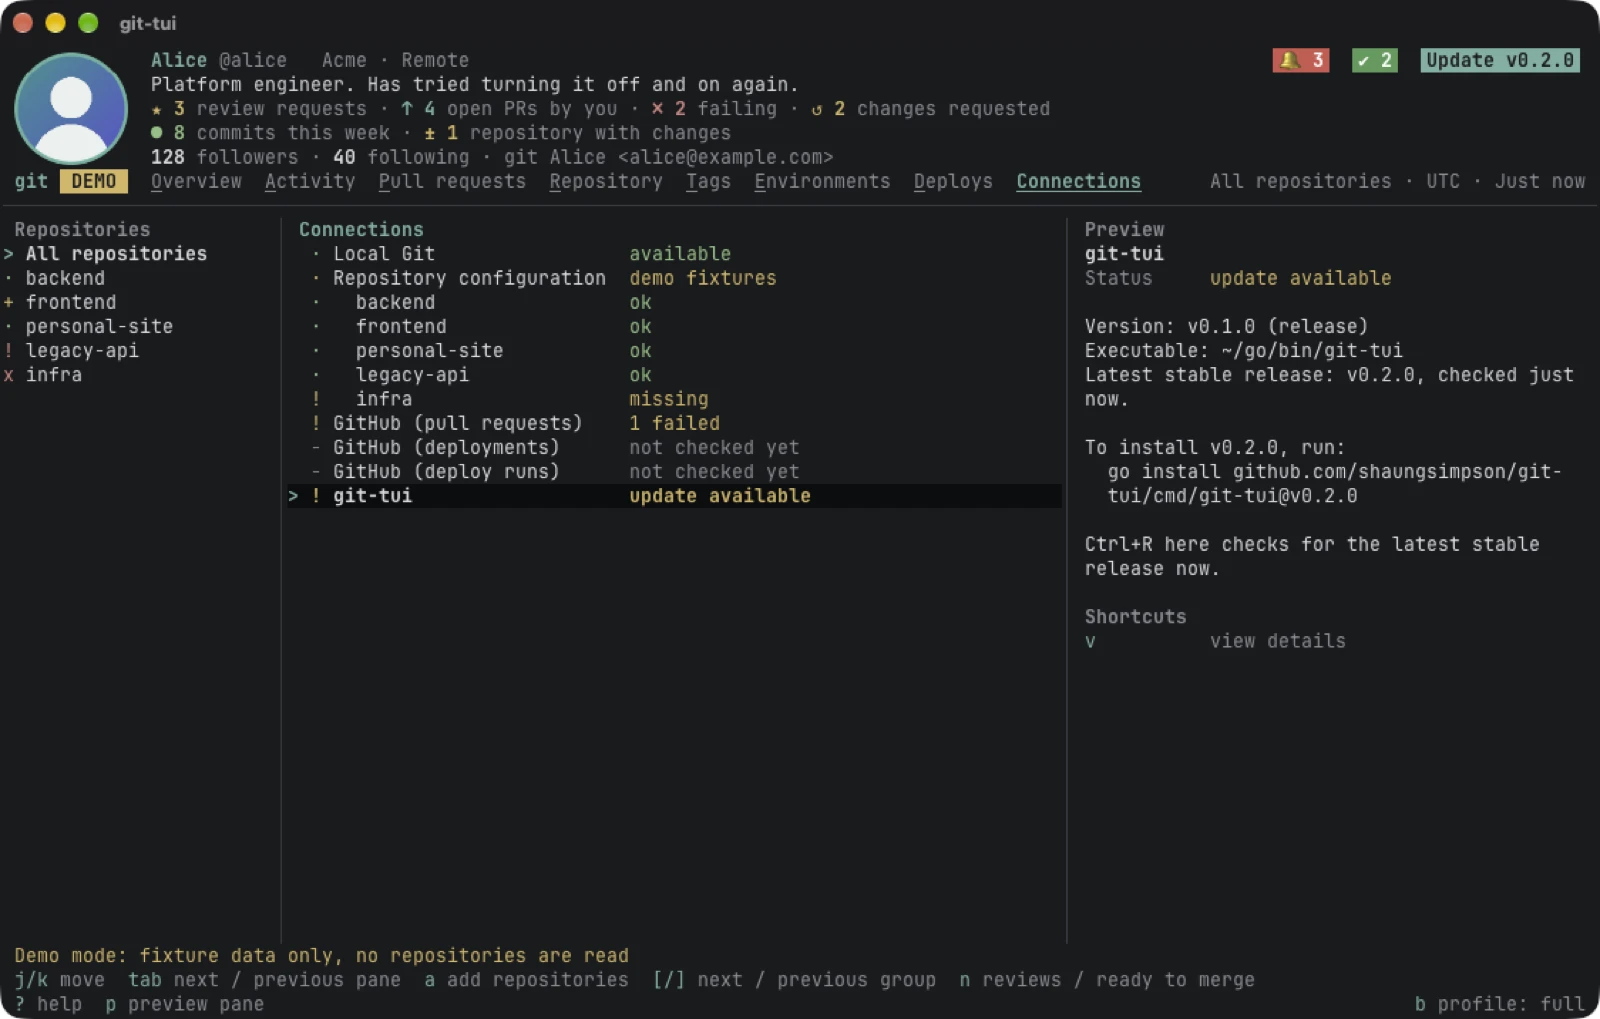 git-tui
Alice @alice Acme · Remote
🔔 3 ✔ 2 Update v0.2.0
Platform engineer. Has tried turning it off and on again.
★ 3 review requests · ↑ 4 open PRs by you · × 2 failing · ↺ 2 changes requested
● 8 commits this week · ± 1 repository with changes
128 followers · 40 following · git Alice <alice@example.com>
git DEMO Overview Activity Pull requests Repository Tags Environments Deploys Connections All repositories · UTC · Just now
Repositories
> All repositories
· backend
+ frontend
· personal-site
! legacy-api
x infra
Connections
· Local Git available
· Repository configuration demo fixtures
· backend ok
· frontend ok
· personal-site ok
· legacy-api ok
! infra missing
! GitHub (pull requests) 1 failed
- GitHub (deployments) not checked yet
- GitHub (deploy runs) not checked yet
> ! git-tui update available
Preview
git-tui
Status update available
Version: v0.1.0 (release)
Executable: ~/go/bin/git-tui
Latest stable release: v0.2.0, checked just
now.
To install v0.2.0, run:
go install github.com/shaungsimpson/git-
tui/cmd/git-tui@v0.2.0
Ctrl+R here checks for the latest stable
release now.
Shortcuts
v view details
Demo mode: fixture data only, no repositories are read
j/k move tab next / previous pane a add repositories [/] next / previous group n reviews / ready to merge
? help p preview pane b profile: full